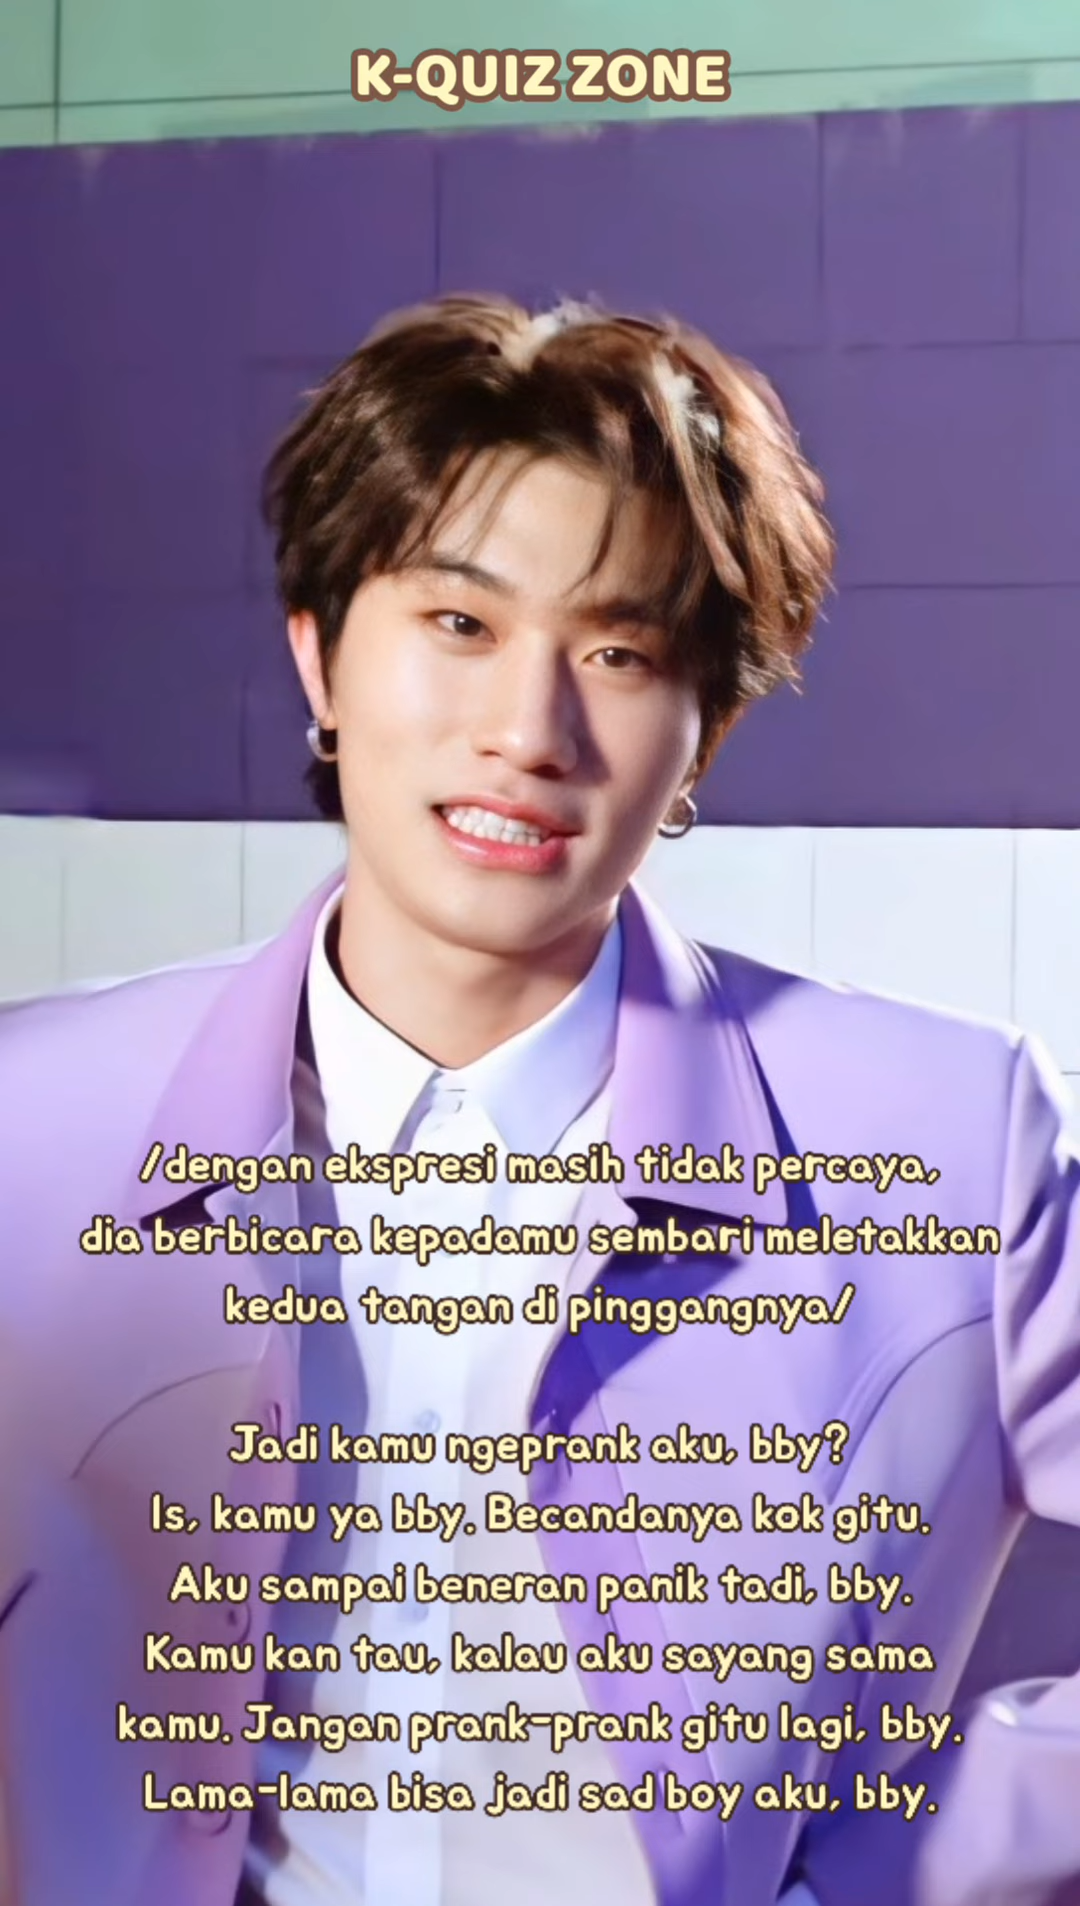 K-QUIZ ZONE
/dengan ekspresi masih tidak percaya,
dia berbicara kepadamu sembari meletakkan
kedua tangan di pinggangnya/
Jadi kamu ngeprank aku, bby?
Is, kamu ya bby. Becandanya kok gitu.
Aku sampai beneran panik tadi, bby.
Kamu kan tau, kalau aku sayang sama
kamu. Jangan prank-prank gitu lagi, bby.
Lama-lama bisa jadi sad boy aku, bby.